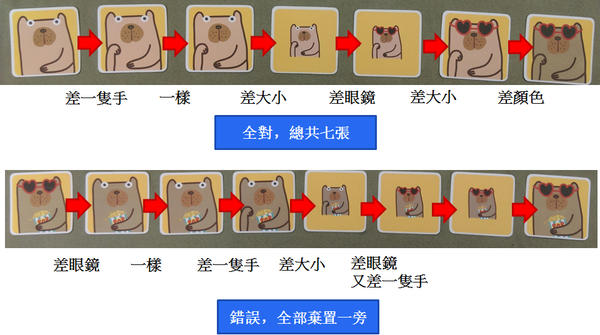 差一隻手 一樣 差大小 差眼鏡 差大小 差顏色
全對，總共七張
差眼鏡 一樣 差一隻手 差大小 差眼鏡
又差一隻手
錯誤，全部棄置一旁